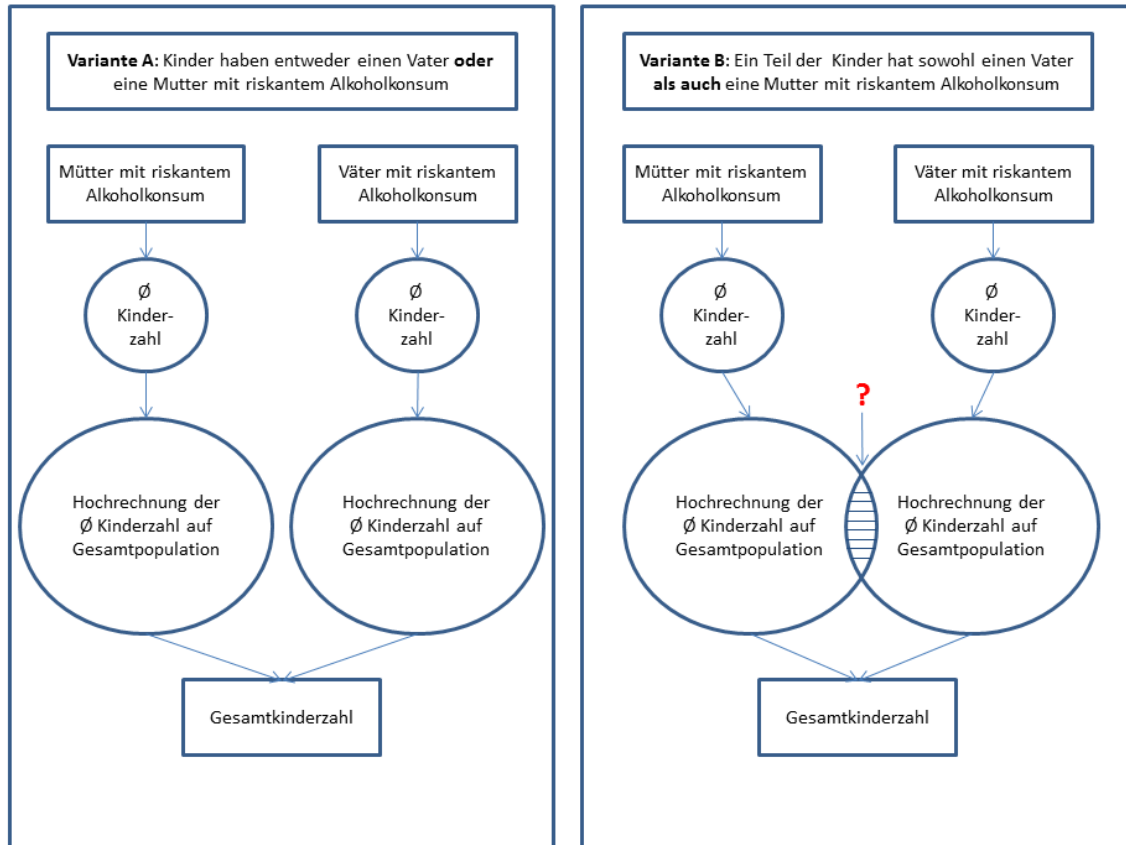 Variante A: Kinder haben entweder einen Vater oder
eine Mutter mit riskantem Alkoholkonsum
Mütter mit riskantem
Alkoholkonsum
Väter mit riskantem
Alkoholkonsum
Ø
Kinder-
zahl
Ø
Kinder-
zahl
Hochrechnung der
Ø Kinderzahl auf
Gesamtpopulation
Hochrechnung der
Ø Kinderzahl auf
Gesamtpopulation
Gesamtkinderzahl
Variante B: Ein Teil der Kinder hat sowohl einen Vater
als auch eine Mutter mit riskantem Alkoholkonsum
Mütter mit riskantem
Alkoholkonsum
Väter mit riskantem
Alkoholkonsum
Ø
Kinder-
zahl
Ø
Kinder-
zahl
?
Hochrechnung der
Ø Kinderzahl auf
Gesamtpopulation
Hochrechnung der
Ø Kinderzahl auf
Gesamtpopulation
Gesamtkinderzahl